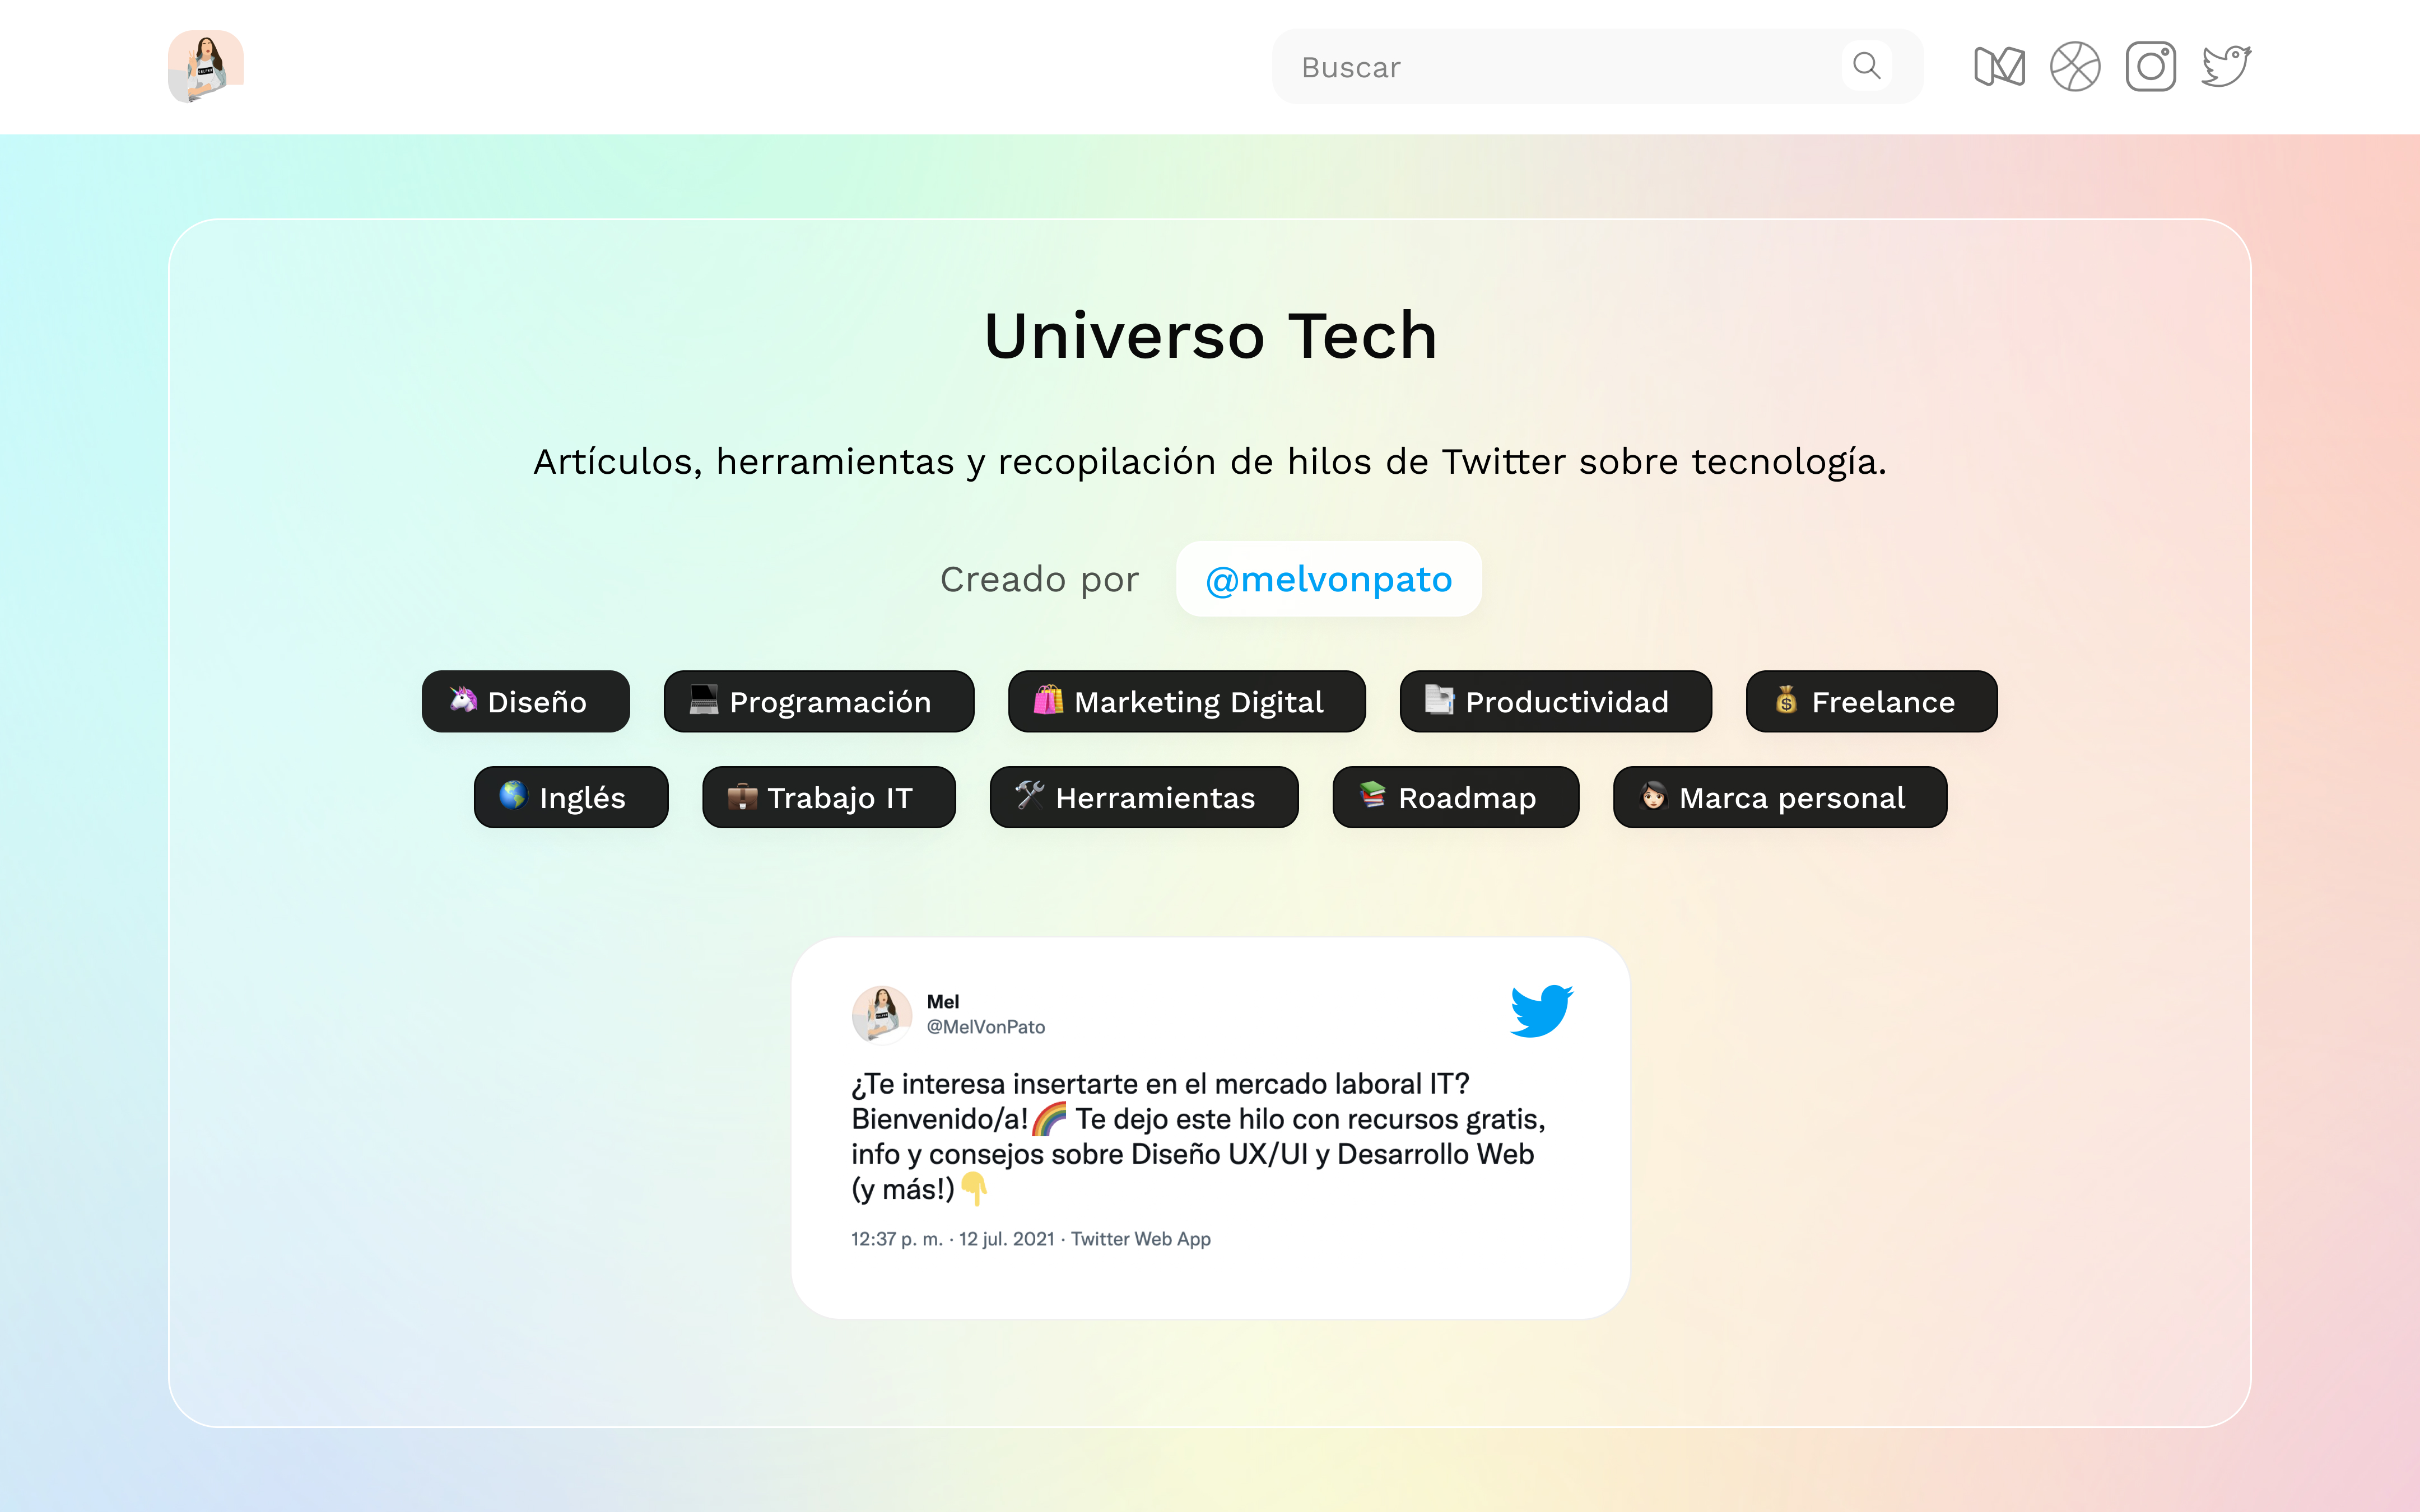 Buscar
Universo Tech
Artículos, herramientas y recopilación de hilos de Twitter sobre tecnología.
Creado por @melvonpato
🦄 Diseño 💻 Programación 🛍️ Marketing Digital 📑 Productividad 💰 Freelance
🌎 Inglés 💼 Trabajo IT 🛠️ Herramientas 📚 Roadmap 👩🏻 Marca personal
Mel
@MelVonPato
¿Te interesa insertarte en el mercado laboral IT?
Bienvenido/a!🌈 Te dejo este hilo con recursos gratis,
info y consejos sobre Diseño UX/UI y Desarrollo Web
(y más!)👇
12:37 p. m. · 12 jul. 2021 · Twitter Web App